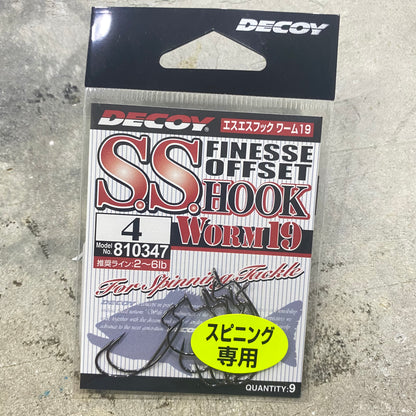 DECOY
DECOY®
エスエスフック ワーム19
S.S. FINESSE
OFFSET
HOOK
4
WORM19
Model No. 810347
推奨ライン:2~6lb
For Spinning Tackle
スピニング
専用
QUANTITY:9